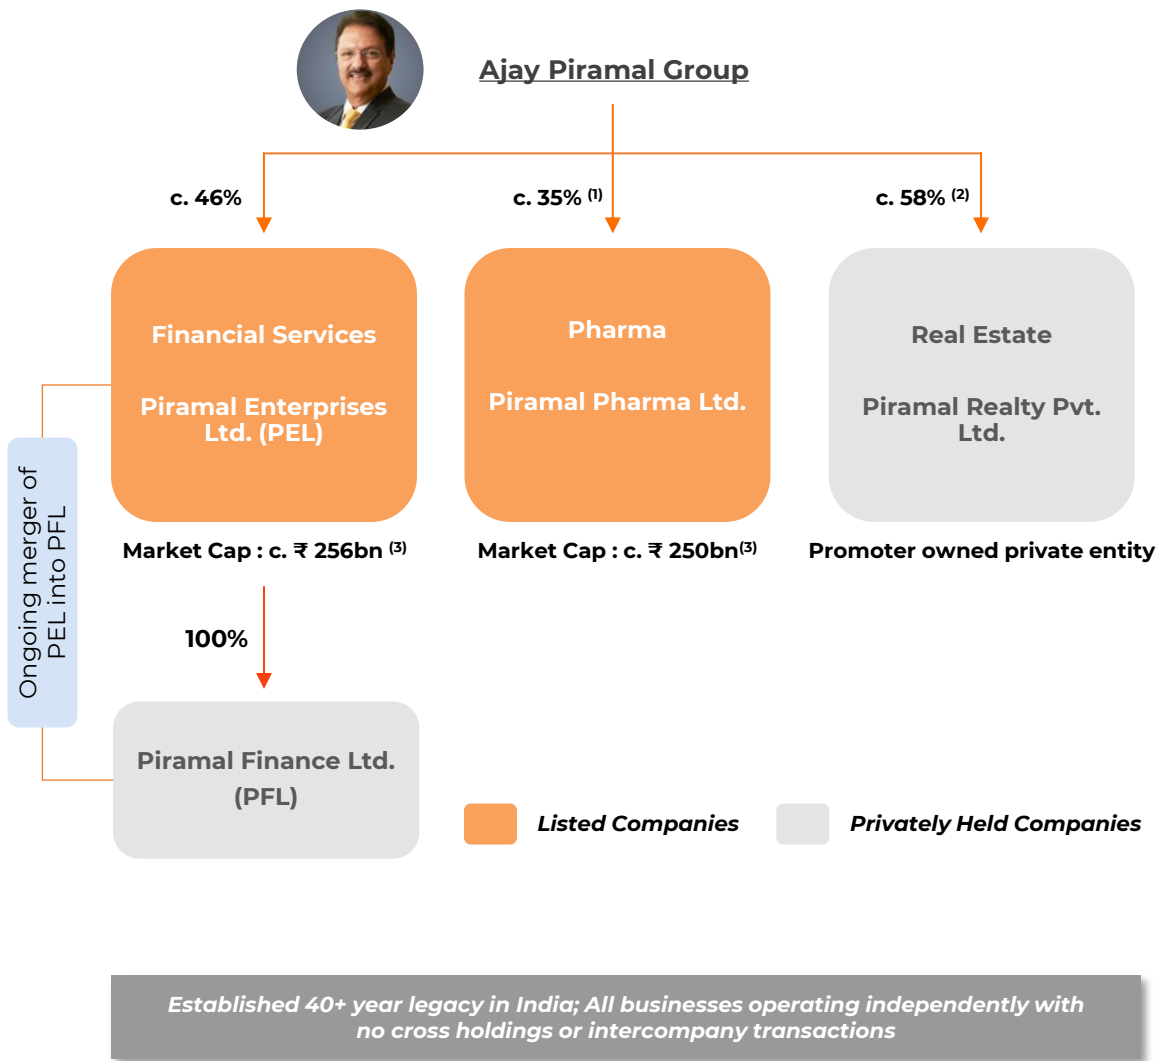 Ajay Piramal Group
c. 46%
c. 35% (1)
c. 58% (2)
Financial Services
Piramal Enterprises
Ltd. (PEL)
Pharma
Piramal Pharma Ltd.
Real Estate
Piramal Realty Pvt.
Ltd.
Market Cap : c. ₹ 256bn (3)
Market Cap : c. ₹ 250bn(3)
Promoter owned private entity
Ongoing merger of
PEL into PFL
100%
Piramal Finance Ltd.
(PFL)
Listed Companies
Privately Held Companies
Established 40+ year legacy in India; All businesses operating independently with
no cross holdings or intercompany transactions